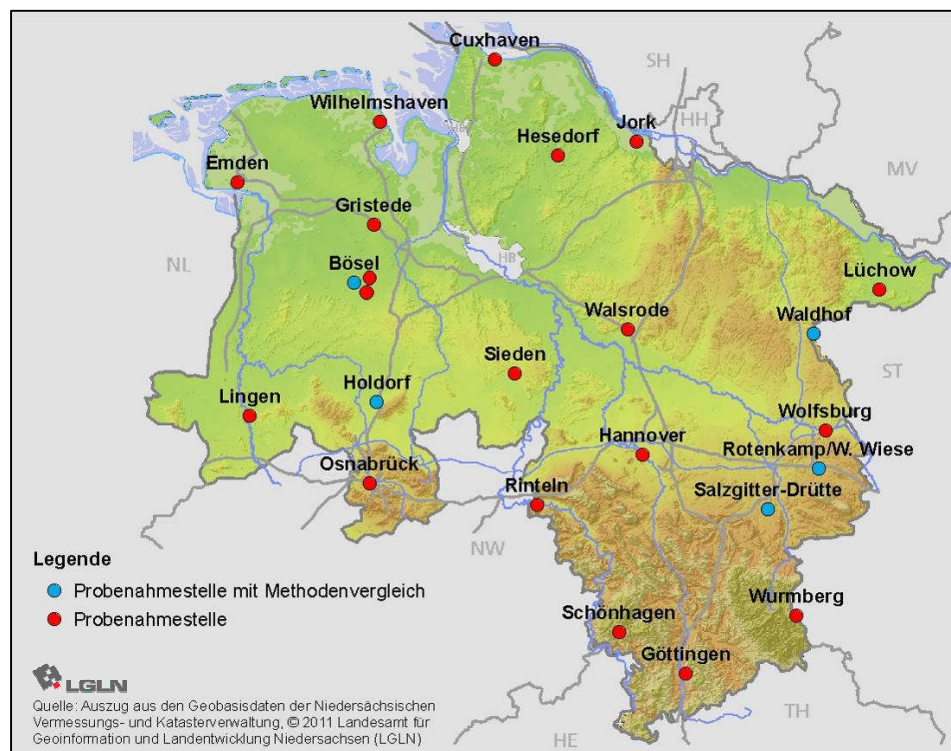 Cuxhaven
SH
Wilhelmshaven
Hesedorf
Jork
HH
HB
Emden
MV
Gristede
NL
Bösel
HB
Lüchow
Walsrode
Waldhof
Sieden
ST
Lingen
Holdorf
Wolfsburg
Hannover
Rotenkamp/W. Wiese
Osnabrück
Rinteln
Salzgitter-Drütte
NW
Legende
Probenahmestelle mit Methodenvergleich
Probenahmestelle
Schönhagen
Wurmberg
Göttingen
LGLN
Quelle: Auszug aus den Geobasisdaten der Niedersächsischen
Vermessungs- und Katasterverwaltung, © 2011 Landesamt für
Geoinformation und Landentwicklung Niedersachsen (LGLN)
HE
TH